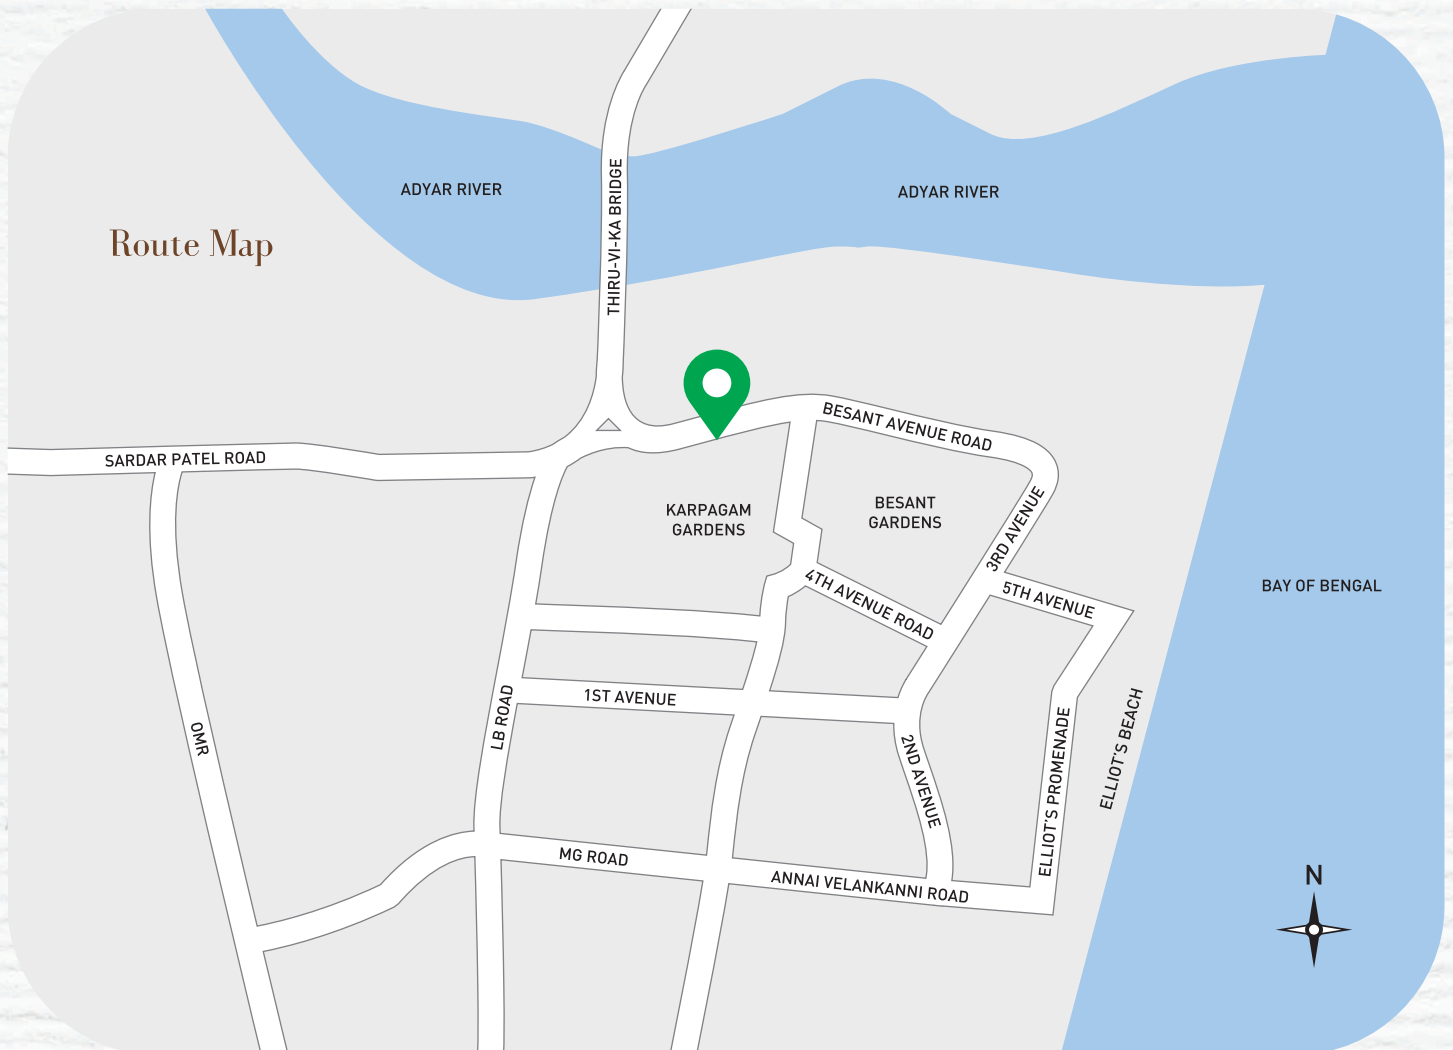 ADYAR RIVER
ADYAR RIVER
THIRU-VI-KA BRIDGE
Route Map
BESANT AVENUE ROAD
SARDAR PATEL ROAD
KARPAGAM
GARDENS
BESANT
GARDENS
3RD AVENUE
4TH AVENUE ROAD
5TH AVENUE
BAY OF BENGAL
1ST AVENUE
LB ROAD
OMR
2ND AVENUE
ELLIOT'S PROMENADE
ELLIOT'S BEACH
MG ROAD
ANNAI VELANKANNI ROAD
N